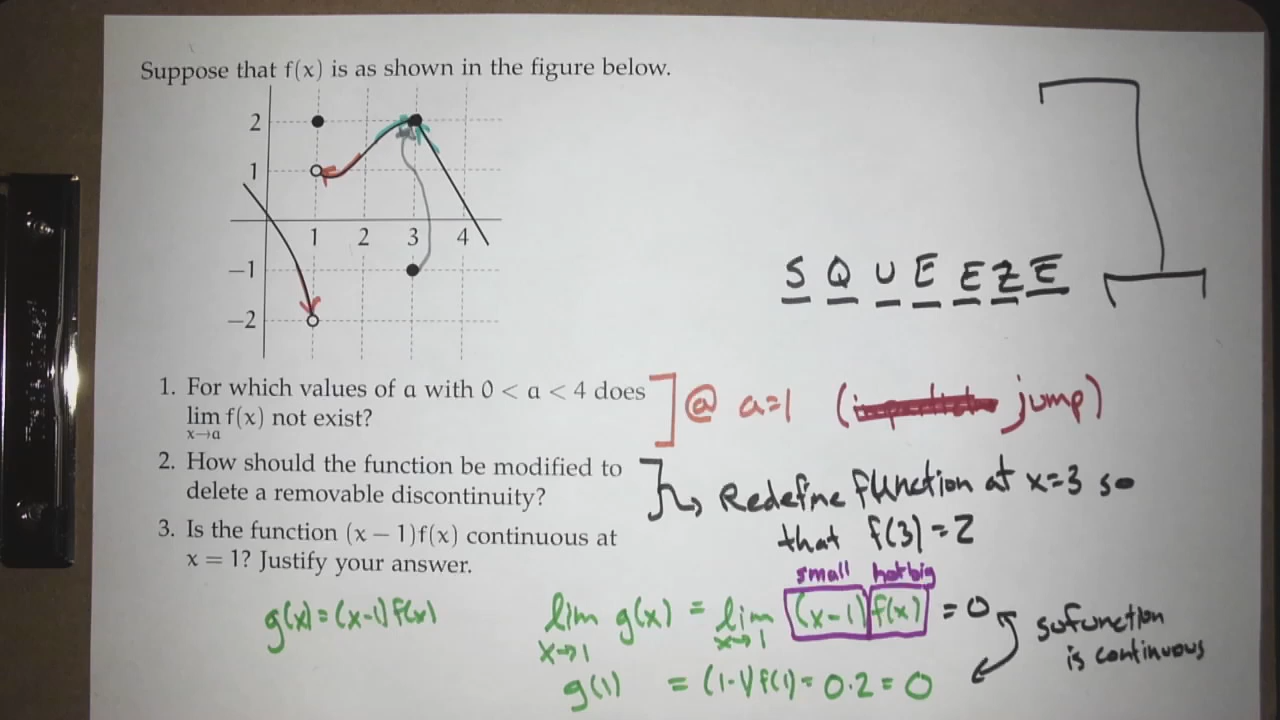 Suppose that f(x) is as shown in the figure below.
2
1
1 2 3 4
−1
−2
S Q U E E Z E
1. For which values of a with 0 < a < 4 does
lim f(x) not exist?
x→a
@ a=1 ( jump)
2. How should the function be modified to
delete a removable discontinuity?
Redefine function at x=3 so
that f(3)=2
3. Is the function (x − 1)f(x) continuous at
x = 1? Justify your answer.
small not big
g(x)=(x-1)f(x)
lim g(x) = lim (x-1) f(x) = 0
x→1 x→1
so function
is continuous
g(1) = (1-1)f(1) = 0·2 = 0